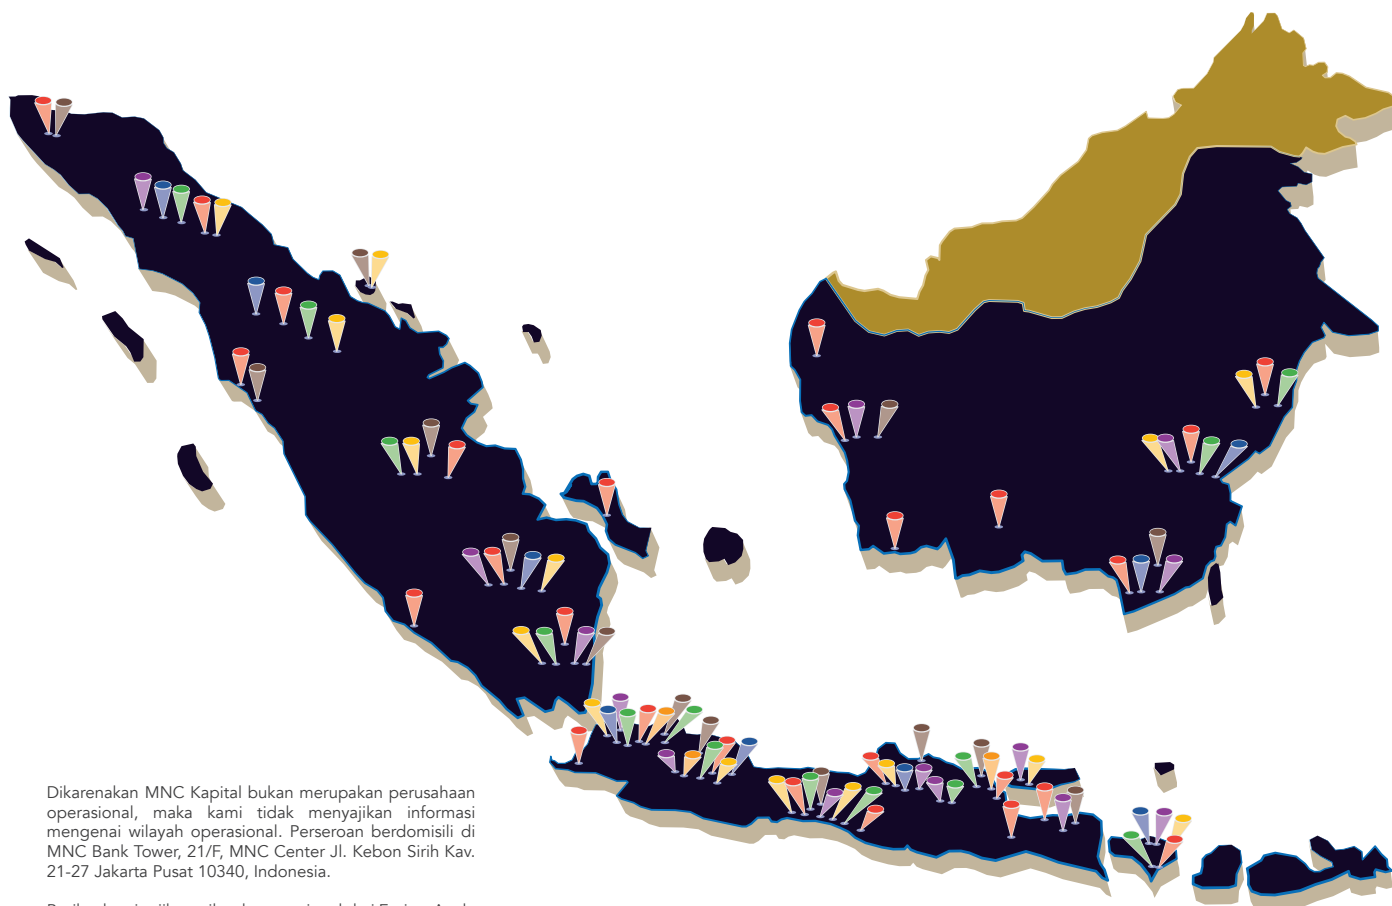 Dikarenakan MNC Kapital bukan merupakan perusahaan
operasional, maka kami tidak menyajikan informasi
mengenai wilayah operasional. Perseroan berdomisili di
MNC Bank Tower, 21/F, MNC Center Jl. Kebon Sirih Kav.
21-27 Jakarta Pusat 10340, Indonesia.